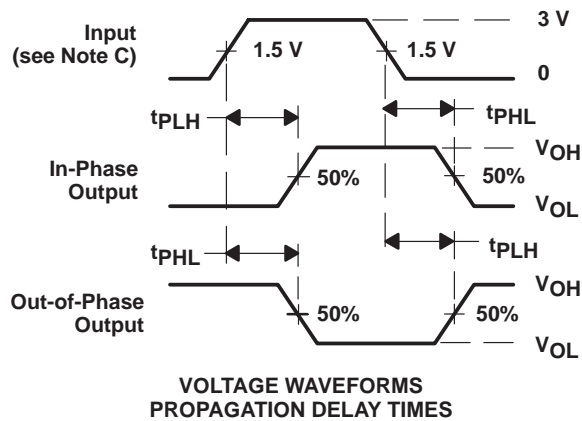 Input
(see Note C)
1.5 V
1.5 V
3 V
0
tPLH
tPHL
In-Phase
Output
50%
50%
VOH
VOL
tPHL
tPLH
Out-of-Phase
Output
50%
50%
VOH
VOL
VOLTAGE WAVEFORMS
PROPAGATION DELAY TIMES